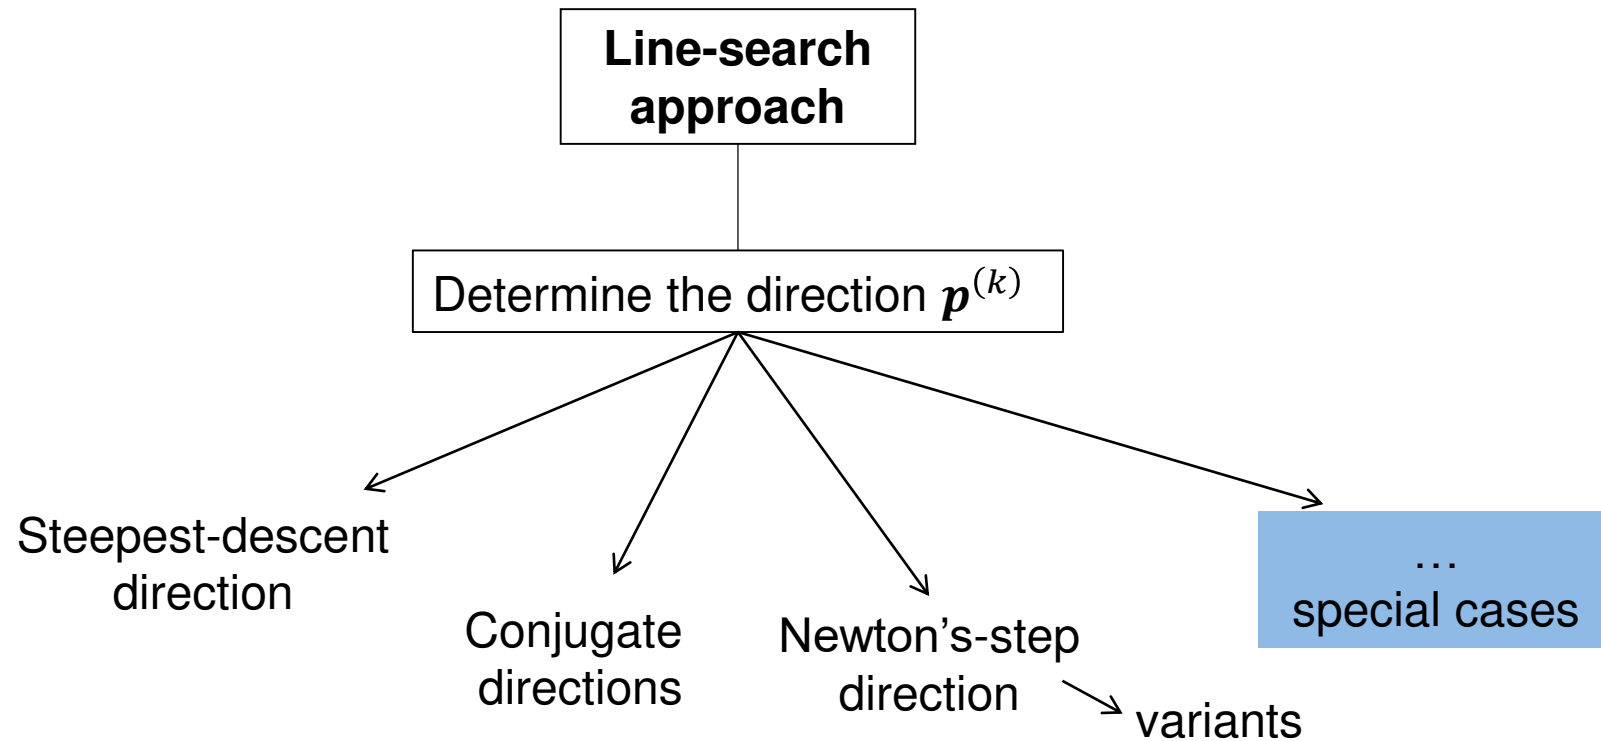 Line-search
approach
Determine the direction 𝒑^(𝑘)
Steepest-descent
direction
Conjugate
directions
Newton’s-step
direction
variants
…
special cases